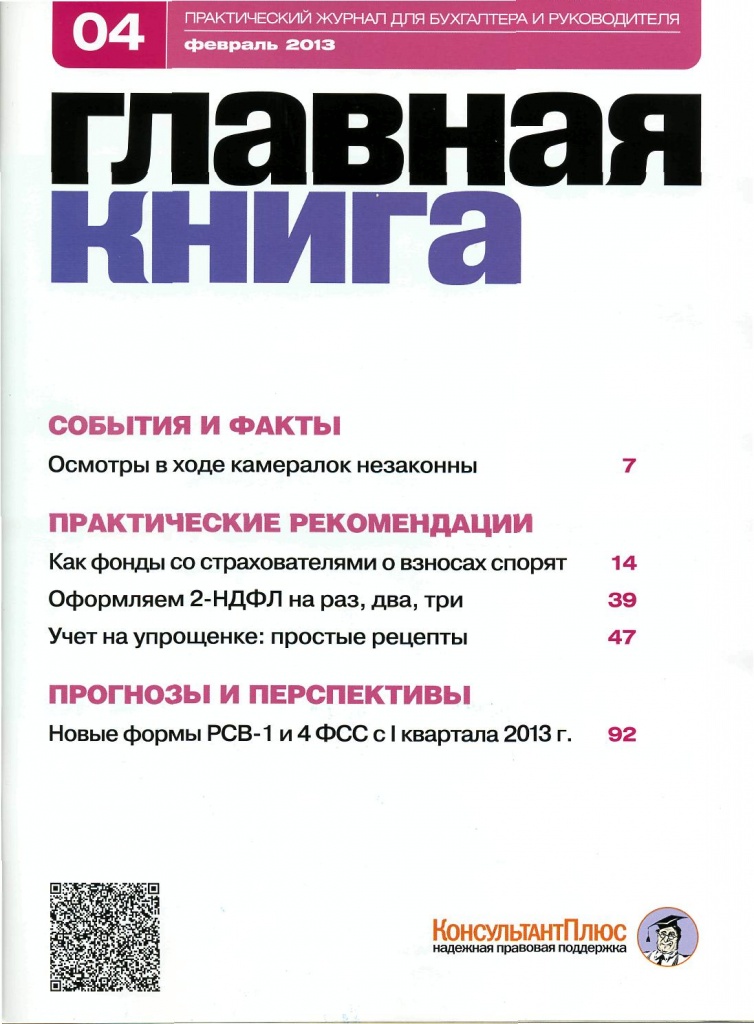 04
ПРАКТИЧЕСКИЙ ЖУРНАЛ ДЛЯ БУХГАЛТЕРА И РУКОВОДИТЕЛЯ
февраль 2013
главная
книга
СОБЫТИЯ И ФАКТЫ
Осмотры в ходе камералок незаконны 7
ПРАКТИЧЕСКИЕ РЕКОМЕНДАЦИИ
Как фонды со страхователями о взносах спорят 14
Оформляем 2-НДФЛ на раз, два, три 39
Учет на упрощенке: простые рецепты 47
ПРОГНОЗЫ И ПЕРСПЕКТИВЫ
Новые формы РСВ-1 и 4 ФСС с I квартала 2013 г. 92
КонсультантПлюс
надежная правовая поддержка